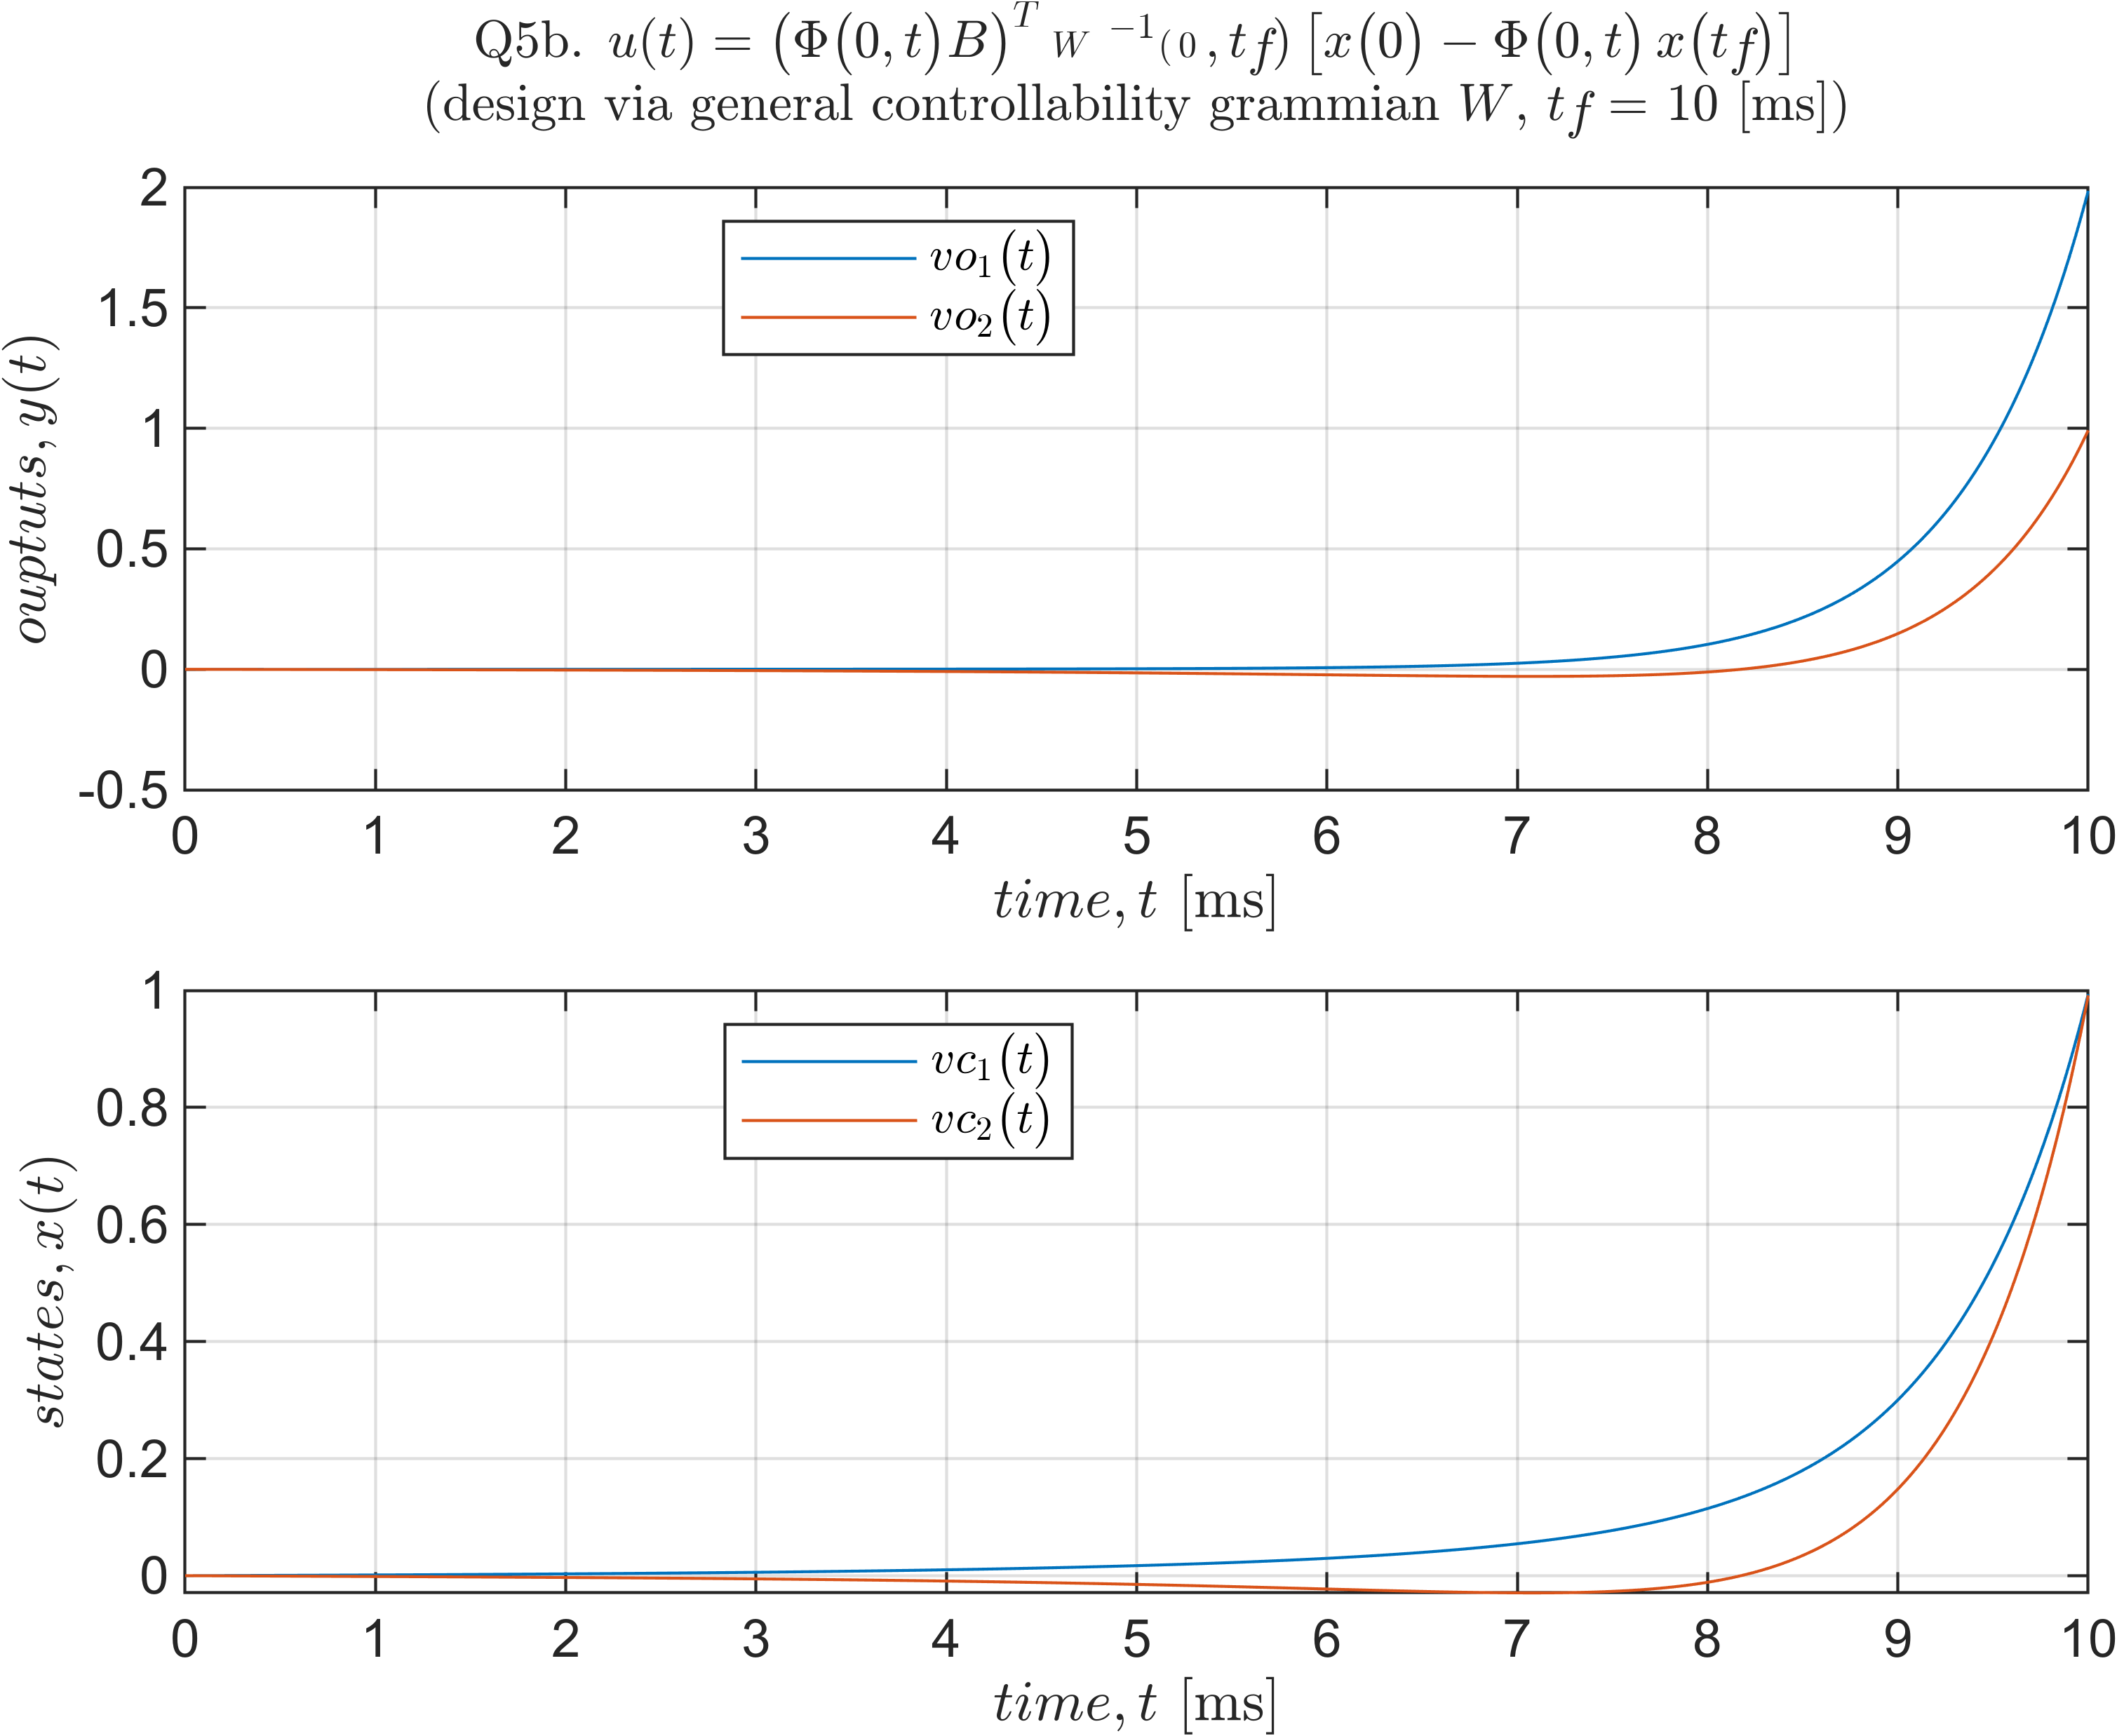 Q5b. u(t) = (Φ(0,t)B)^T W^{-1}(0,tf) [x(0) − Φ(0,t) x(tf)]
(design via general controllability grammian W, tf = 10 [ms])
2
1.5
1
0.5
0
-0.5
ouptuts, y(t)
vo₁(t)
vo₂(t)
0 1 2 3 4 5 6 7 8 9 10
time, t [ms]
1
0.8
0.6
0.4
0.2
0
states, x(t)
vc₁(t)
vc₂(t)
0 1 2 3 4 5 6 7 8 9 10
time, t [ms]